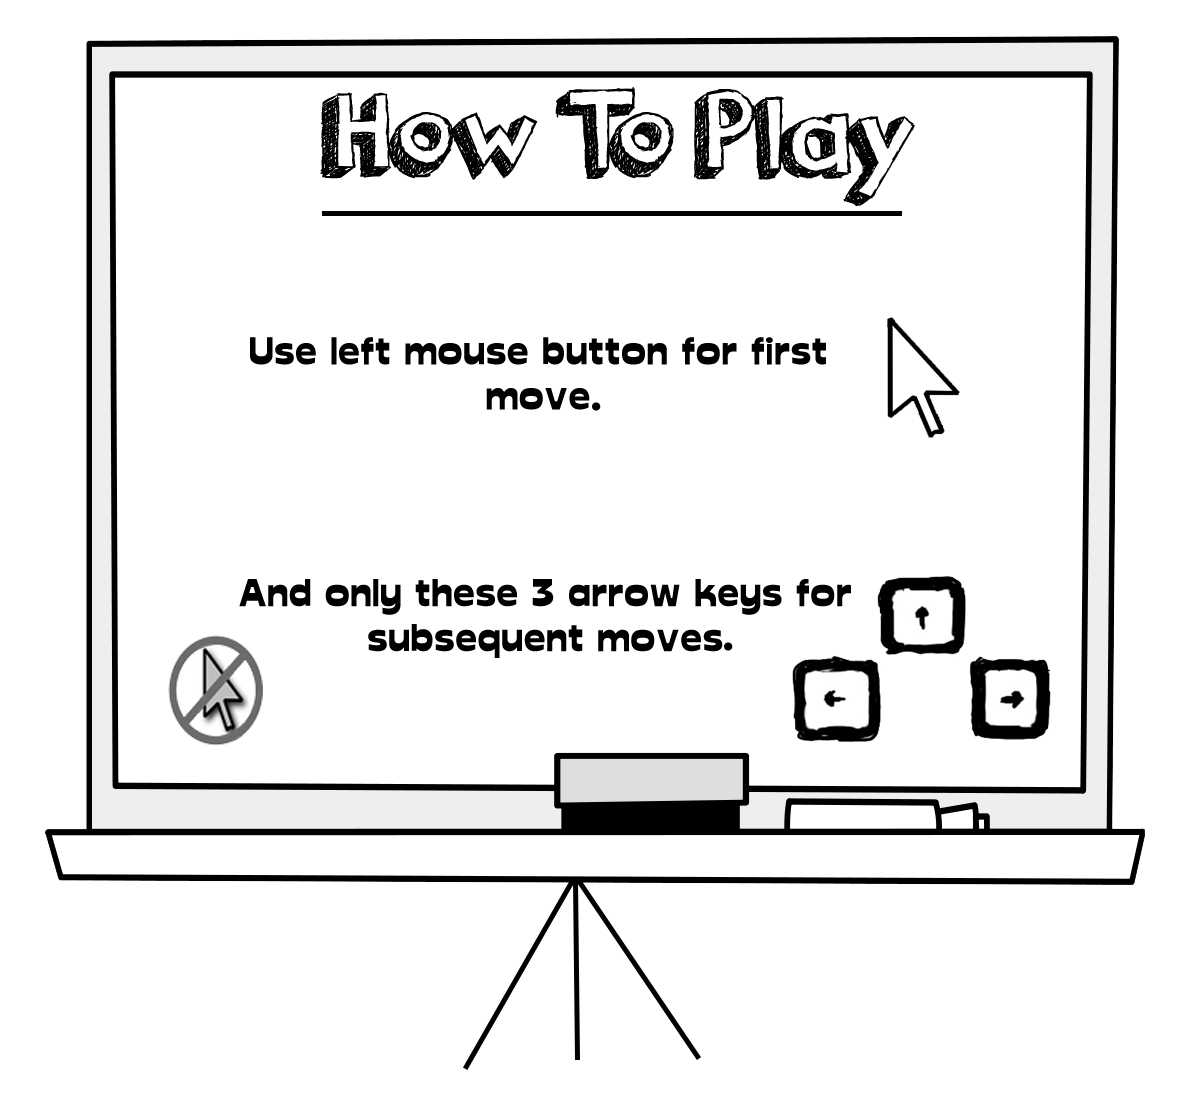 How To Play
Use left mouse button for first
move.
And only these 3 arrow keys for
subsequent moves.